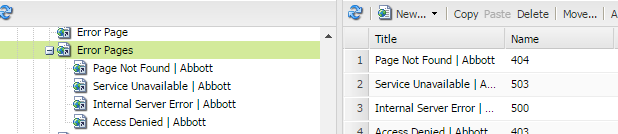 Error Page
Error Pages
Page Not Found | Abbott
Service Unavailable | Abbott
Internal Server Error | Abbott
Access Denied | Abbott
New... Copy Paste Delete Move... A
Title Name
1 Page Not Found | Abbott 404
2 Service Unavailable | A... 503
3 Internal Server Error | ... 500
4 Access Denied | Abbott 403